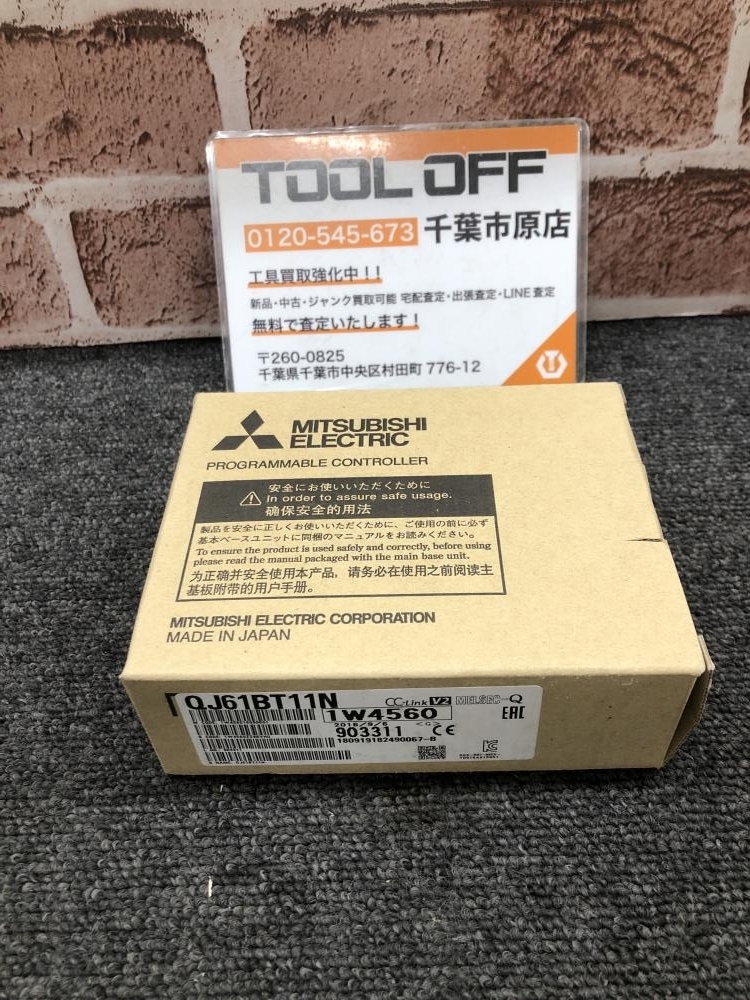 TOOL OFF
0120-545-673 千葉市原店
工具買取強化中！！
新品・中古・ジャンク買取可能 宅配査定・出張査定・LINE査定
無料で査定いたします！
〒260-0825
千葉県千葉市中央区村田町 776-12
MITSUBISHI
ELECTRIC
PROGRAMMABLE CONTROLLER
安全にお使いいただくために
In order to assure safe usage.
确保安全的用法
製品を安全に正しくお使いいただくために、ご使用の前に必ず
基本ベースユニットに同梱のマニュアルをお読みください。
To ensure the product is used safely and correctly, before using
please read the manual packaged with the main base unit.
为正确并安全使用本产品，请务必在使用之前阅读主
基板附带的用户手册。
MITSUBISHI ELECTRIC CORPORATION
MADE IN JAPAN
QJ61BT11N CC-Link V2 MELSEC-Q
1W4560 EAC
2018/9/6 <G>
903311 CE
180919182490067-B